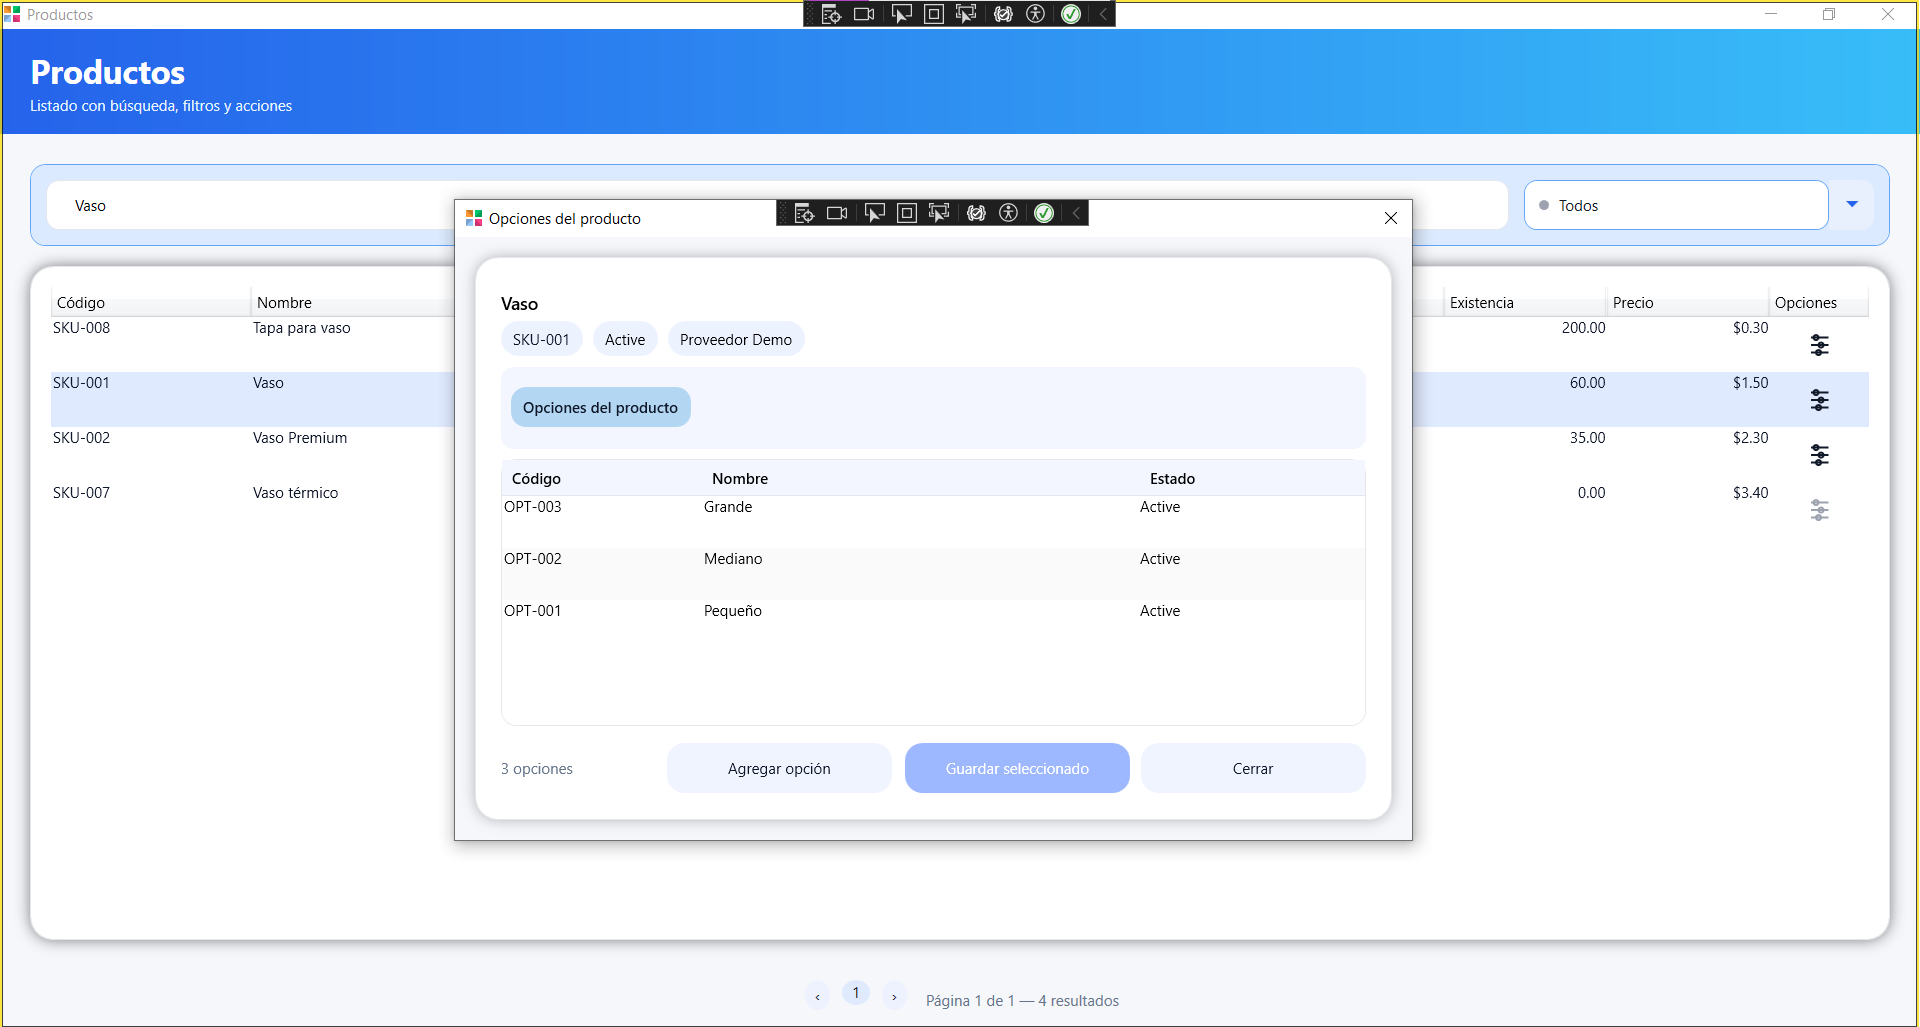 Productos
Productos
Listado con búsqueda, filtros y acciones
Vaso
Todos
Código Nombre Existencia Precio Opciones
SKU-008 Tapa para vaso 200.00 $0.30
SKU-001 Vaso 60.00 $1.50
SKU-002 Vaso Premium 35.00 $2.30
SKU-007 Vaso térmico 0.00 $3.40
Opciones del producto
Vaso
SKU-001 Active Proveedor Demo
Opciones del producto
Código Nombre Estado
OPT-003 Grande Active
OPT-002 Mediano Active
OPT-001 Pequeño Active
3 opciones Agregar opción Guardar seleccionado Cerrar
‹ 1 › Página 1 de 1 — 4 resultados